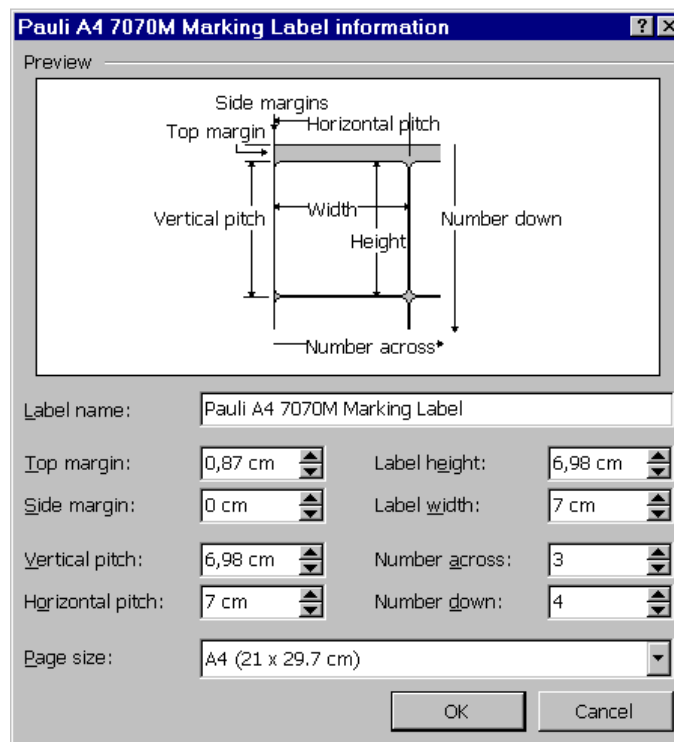 Pauli A4 7070M Marking Label information
Preview
Side margins
Horizontal pitch
Top margin
Width
Vertical pitch
Number down
Height
Number across
Label name: Pauli A4 7070M Marking Label
Top margin: 0,87 cm Label height: 6,98 cm
Side margin: 0 cm Label width: 7 cm
Vertical pitch: 6,98 cm Number across: 3
Horizontal pitch: 7 cm Number down: 4
Page size: A4 (21 x 29.7 cm)
OK Cancel